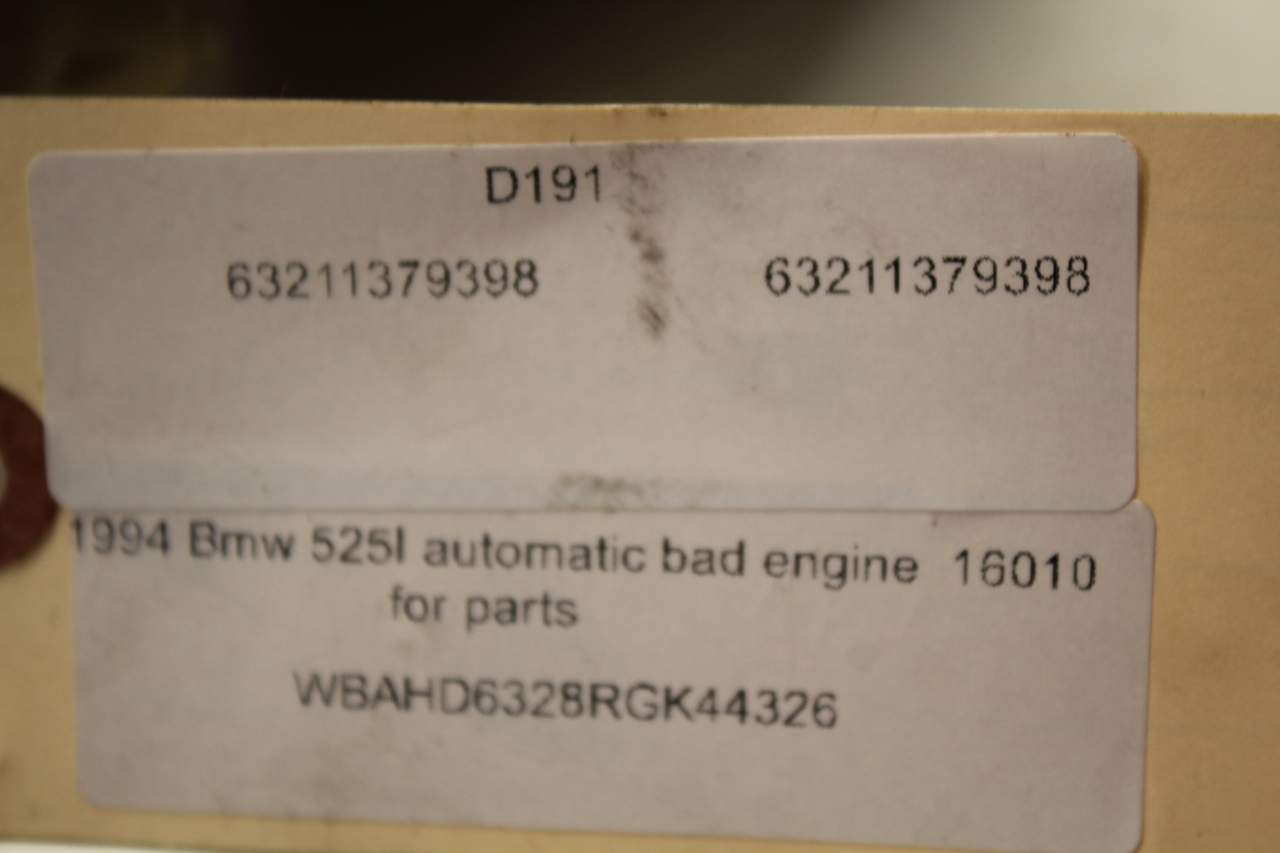 D191
63211379398 63211379398
1994 Bmw 525I automatic bad engine 16010
for parts
WBAHD6328RGK44326